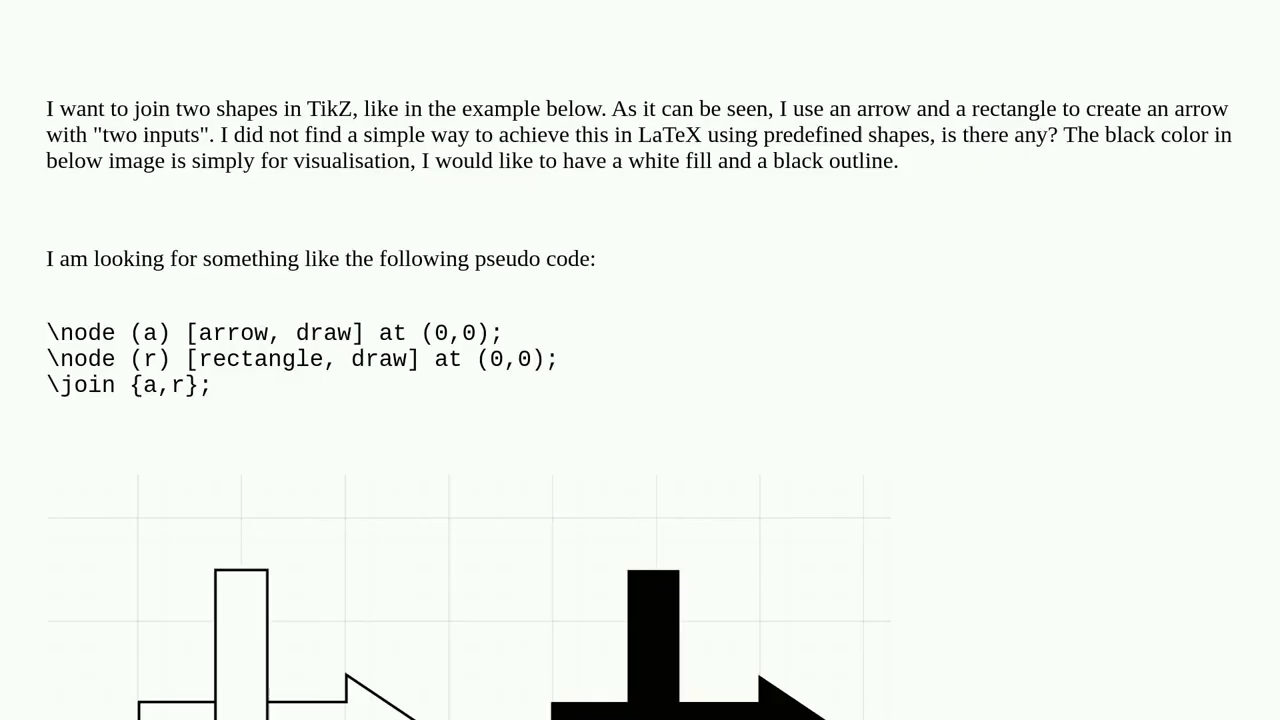 I want to join two shapes in TikZ, like in the example below. As it can be seen, I use an arrow and a rectangle to create an arrow
with "two inputs". I did not find a simple way to achieve this in LaTeX using predefined shapes, is there any? The black color in
below image is simply for visualisation, I would like to have a white fill and a black outline.
I am looking for something like the following pseudo code:
\node (a) [arrow, draw] at (0,0);
\node (r) [rectangle, draw] at (0,0);
\join {a,r};